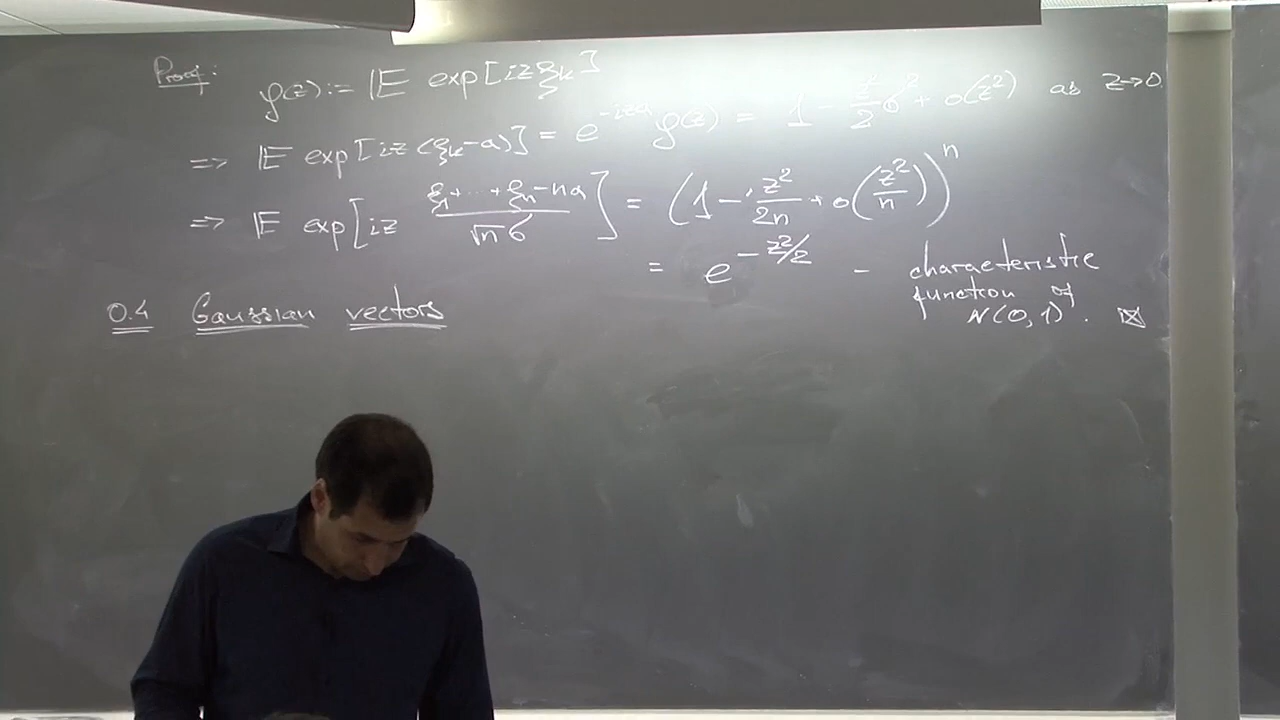 Proof:
φ(z) := 𝔼 exp[izξ_k]
=> 𝔼 exp[iz(ξ_k-a)] = e^{-iza} φ(z) = 1 - z²/2 σ² + o(z²) as z→0
=> 𝔼 exp[iz (ξ₁+…+ξ_n-na)/(√n σ)] = (1 - z²/2n + o(z²/n))^n
= e^{-z²/2} - characteristic
function of
N(0,1). ⊠
0.4 Gaussian vectors